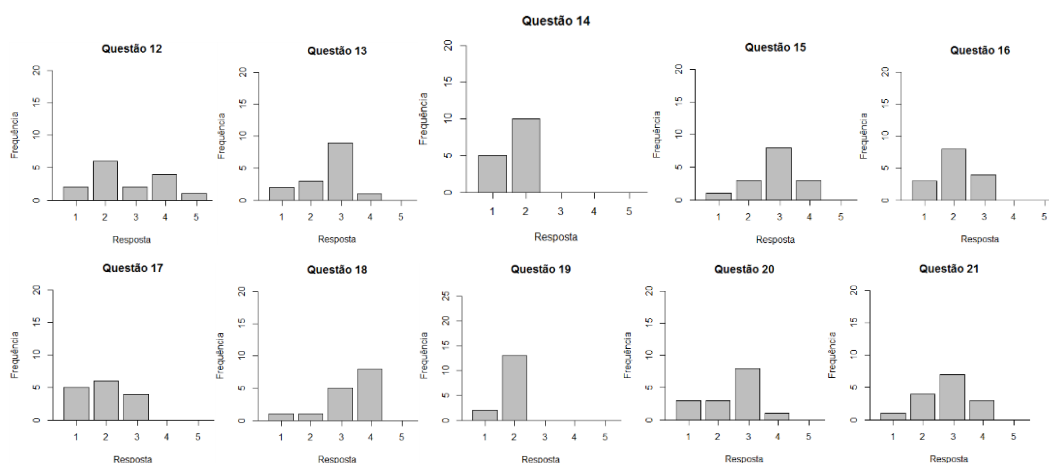 Questão 12
Frequência
0 5 10 15 20
1 2 3 4 5
Resposta
Questão 13
Frequência
0 5 10 15 20
1 2 3 4 5
Resposta
Questão 14
Frequência
0 5 10 15 20
1 2 3 4 5
Resposta
Questão 15
Frequência
0 5 10 15 20
1 2 3 4 5
Resposta
Questão 16
Frequência
0 5 10 15 20
1 2 3 4 5
Resposta
Questão 17
Frequência
0 5 10 15 20
1 2 3 4 5
Resposta
Questão 18
Frequência
0 5 10 15 20
1 2 3 4 5
Resposta
Questão 19
Frequência
0 5 10 15 20 25
1 2 3 4 5
Resposta
Questão 20
Frequência
0 5 10 15 20
1 2 3 4 5
Resposta
Questão 21
Frequência
0 5 10 15 20
1 2 3 4 5
Resposta